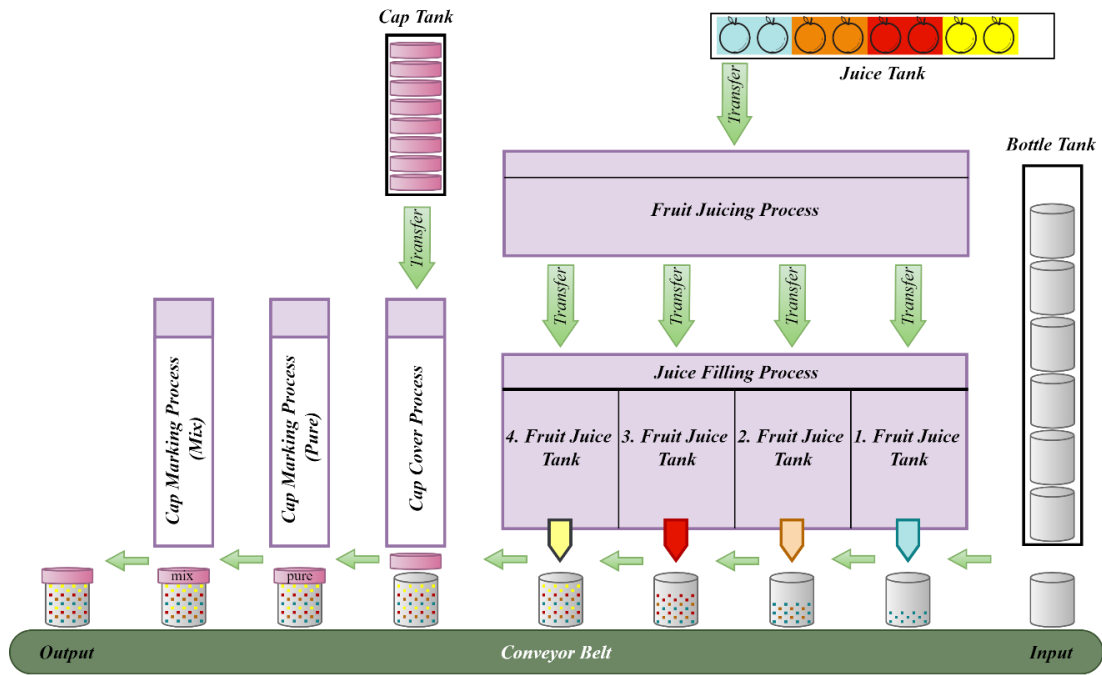 Cap Tank
Juice Tank
Transfer
Bottle Tank
Fruit Juicing Process
Transfer
Transfer
Transfer
Transfer
Transfer
Juice Filling Process
4. Fruit Juice
Tank
3. Fruit Juice
Tank
2. Fruit Juice
Tank
1. Fruit Juice
Tank
Cap Marking Process
(Mix)
Cap Marking Process
(Pure)
Cap Cover Process
mix
pure
Output
Conveyor Belt
Input